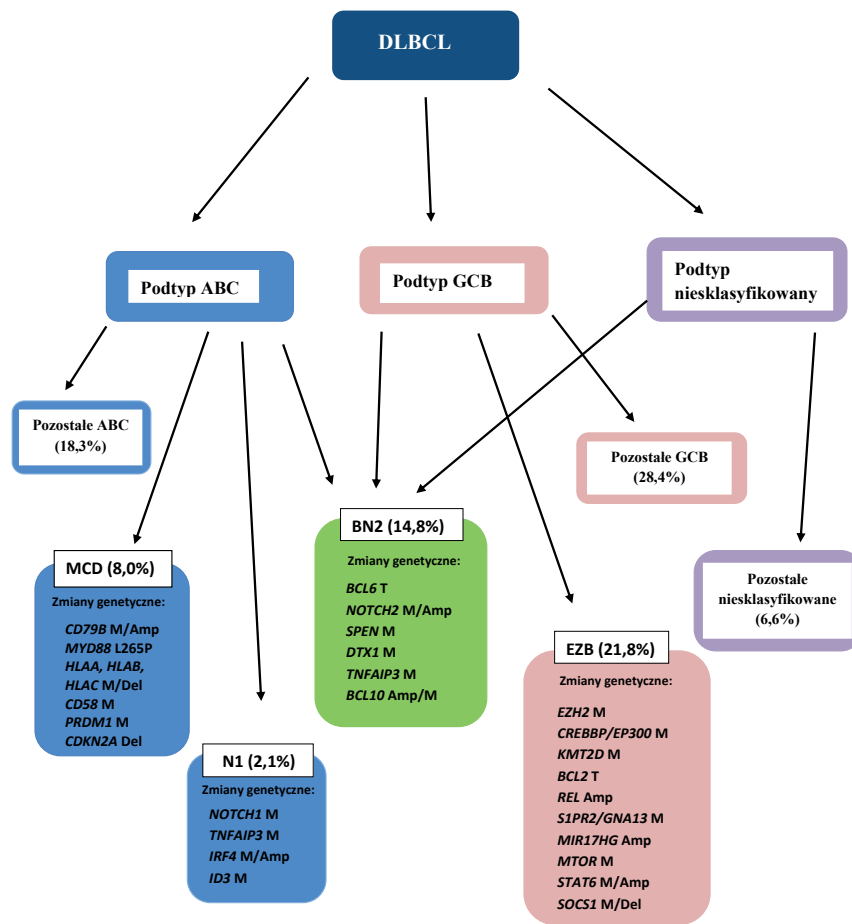 DLBCL
Podtyp ABC
Podtyp GCB
Podtyp
niesklasyfikowany
Pozostałe ABC
(18,3%)
Pozostałe GCB
(28,4%)
Pozostałe
niesklasyfikowane
(6,6%)
MCD (8,0%)
Zmiany genetyczne:
CD79B M/Amp
MYD88 L265P
HLAA, HLAB,
HLAC M/Del
CD58 M
PRDM1 M
CDKN2A Del
N1 (2,1%)
Zmiany genetyczne:
NOTCH1 M
TNFAIP3 M
IRF4 M/Amp
ID3 M
BN2 (14,8%)
Zmiany genetyczne:
BCL6 T
NOTCH2 M/Amp
SPEN M
DTX1 M
TNFAIP3 M
BCL10 Amp/M
EZB (21,8%)
Zmiany genetyczne:
EZH2 M
CREBBP/EP300 M
KMT2D M
BCL2 T
REL Amp
S1PR2/GNA13 M
MIR17HG Amp
MTOR M
STAT6 M/Amp
SOCS1 M/Del